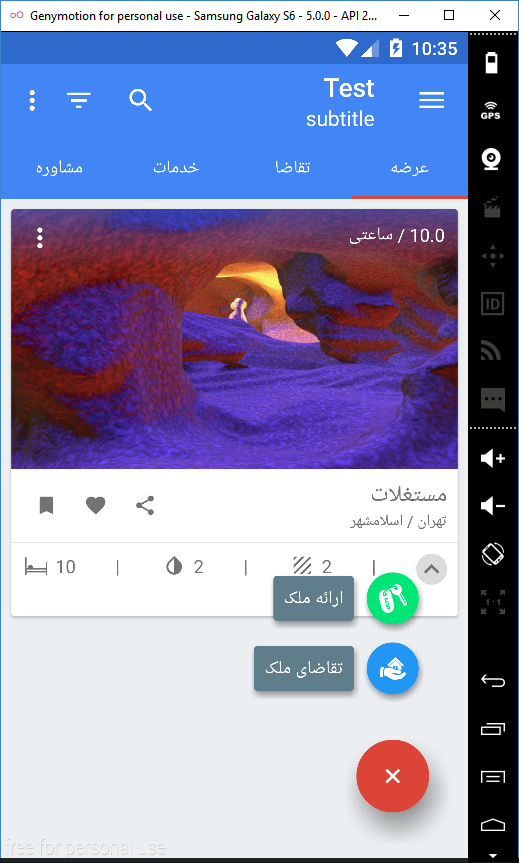 Genymotion for personal use - Samsung Galaxy S6 - 5.0.0 - API 2...
10:35
Test
subtitle
عرضه
تقاضا
خدمات
مشاوره
10.0 / ساعتی
مستغلات
تهران / اسلامشهر
10 | 2 | 2 |
ارائه ملک
تقاضای ملک
free for personal use
GPS
ID
1:1